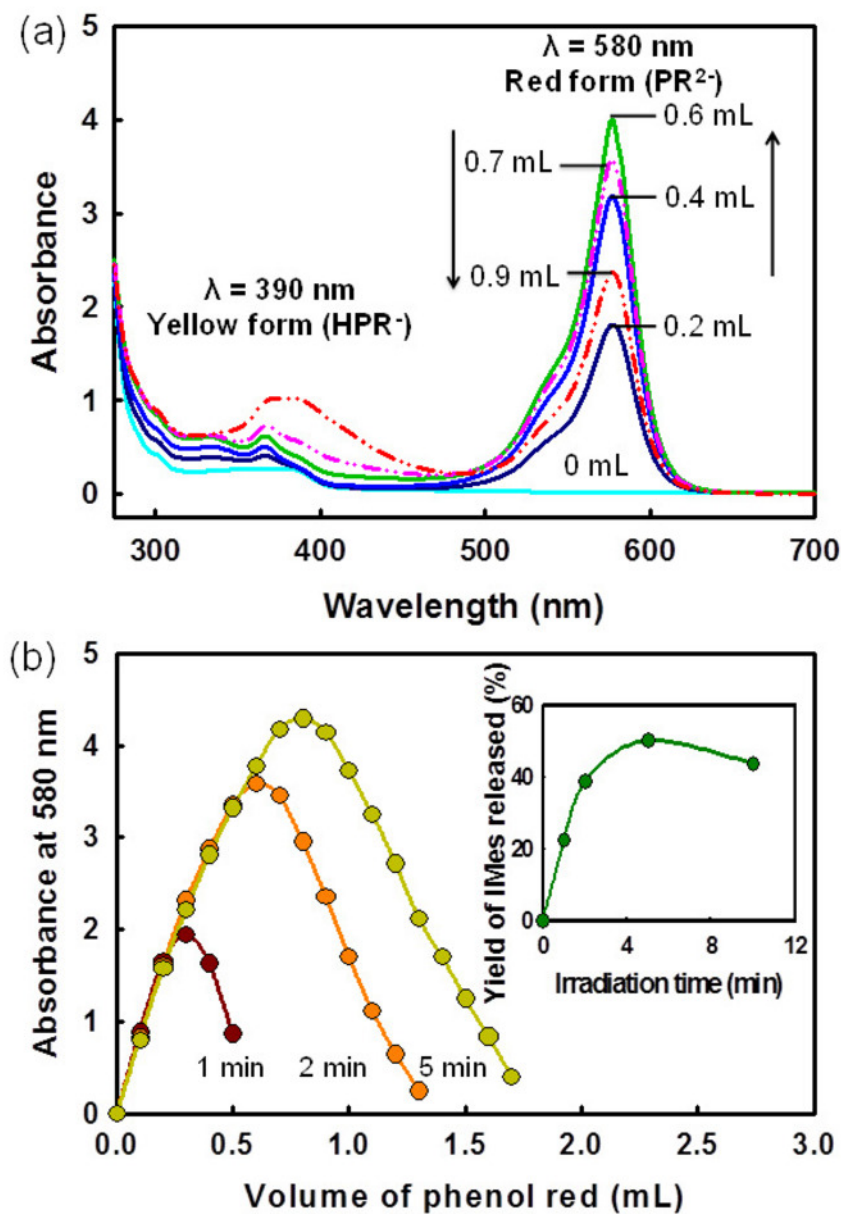 (a)
5
4
3
2
1
0
Absorbance
λ = 580 nm
Red form (PR²⁻)
0.6 mL
0.7 mL
0.4 mL
0.9 mL
0.2 mL
0 mL
λ = 390 nm
Yellow form (HPR⁻)
300 400 500 600 700
Wavelength (nm)
(b)
5
4
3
2
1
0
Absorbance at 580 nm
1 min 2 min 5 min
0.0 0.5 1.0 1.5 2.0 2.5 3.0
Volume of phenol red (mL)
60
40
20
0
Yield of IMes released (%)
0 4 8 12
Irradiation time (min)